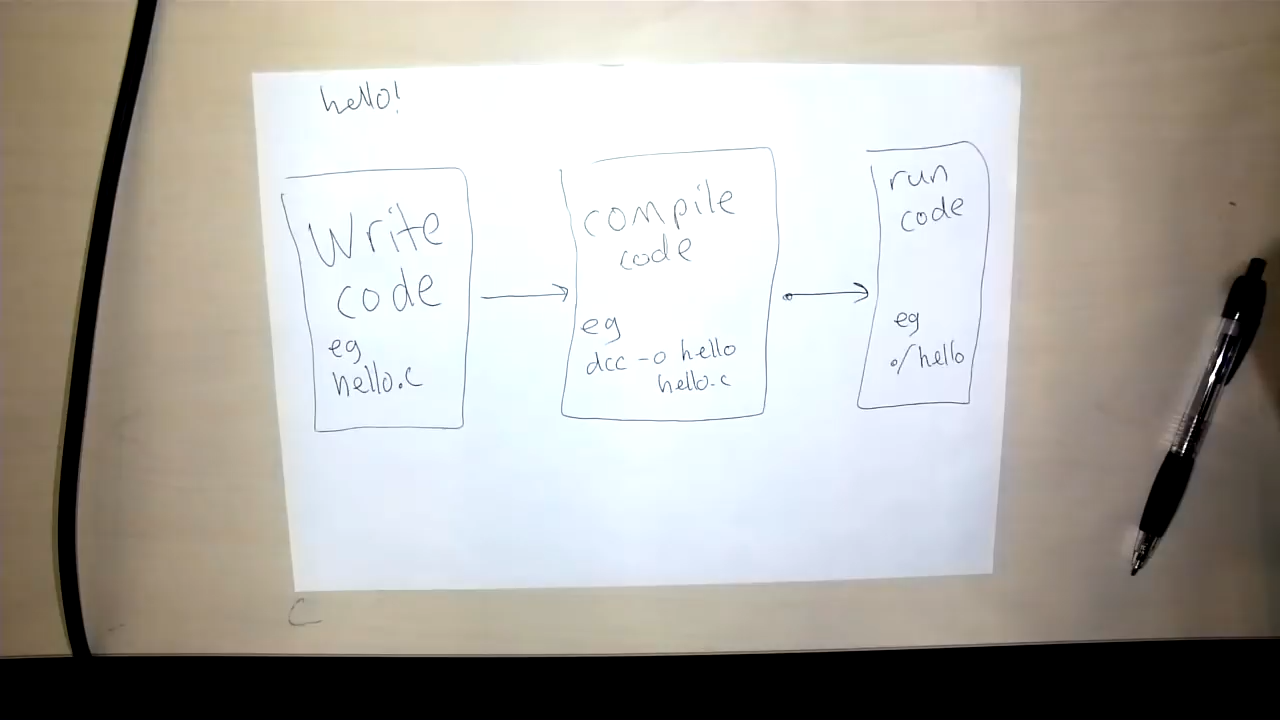 hello!
Write
code
eg
hello.c
compile
code
eg
dcc -o hello
hello.c
run
code
eg
./hello
C